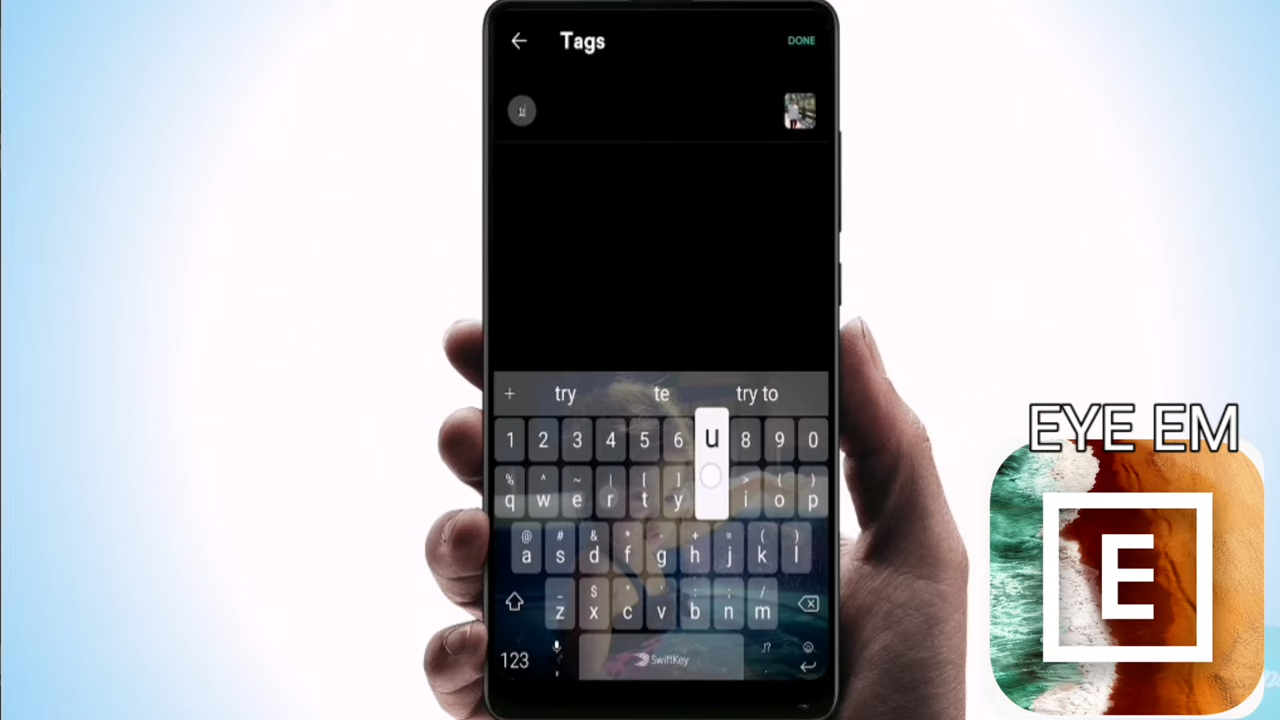 Tags DONE
try te try to
1 2 3 4 5 6 u 8 9 0
EYE EM
% ^ ~ | [ ] > { }
q w e r t y i o p
@ # & * - + = ( )
a s d f g h j k l
E
_ $ " ' : ; /
z x c v b n m
123 , SwiftKey .!?